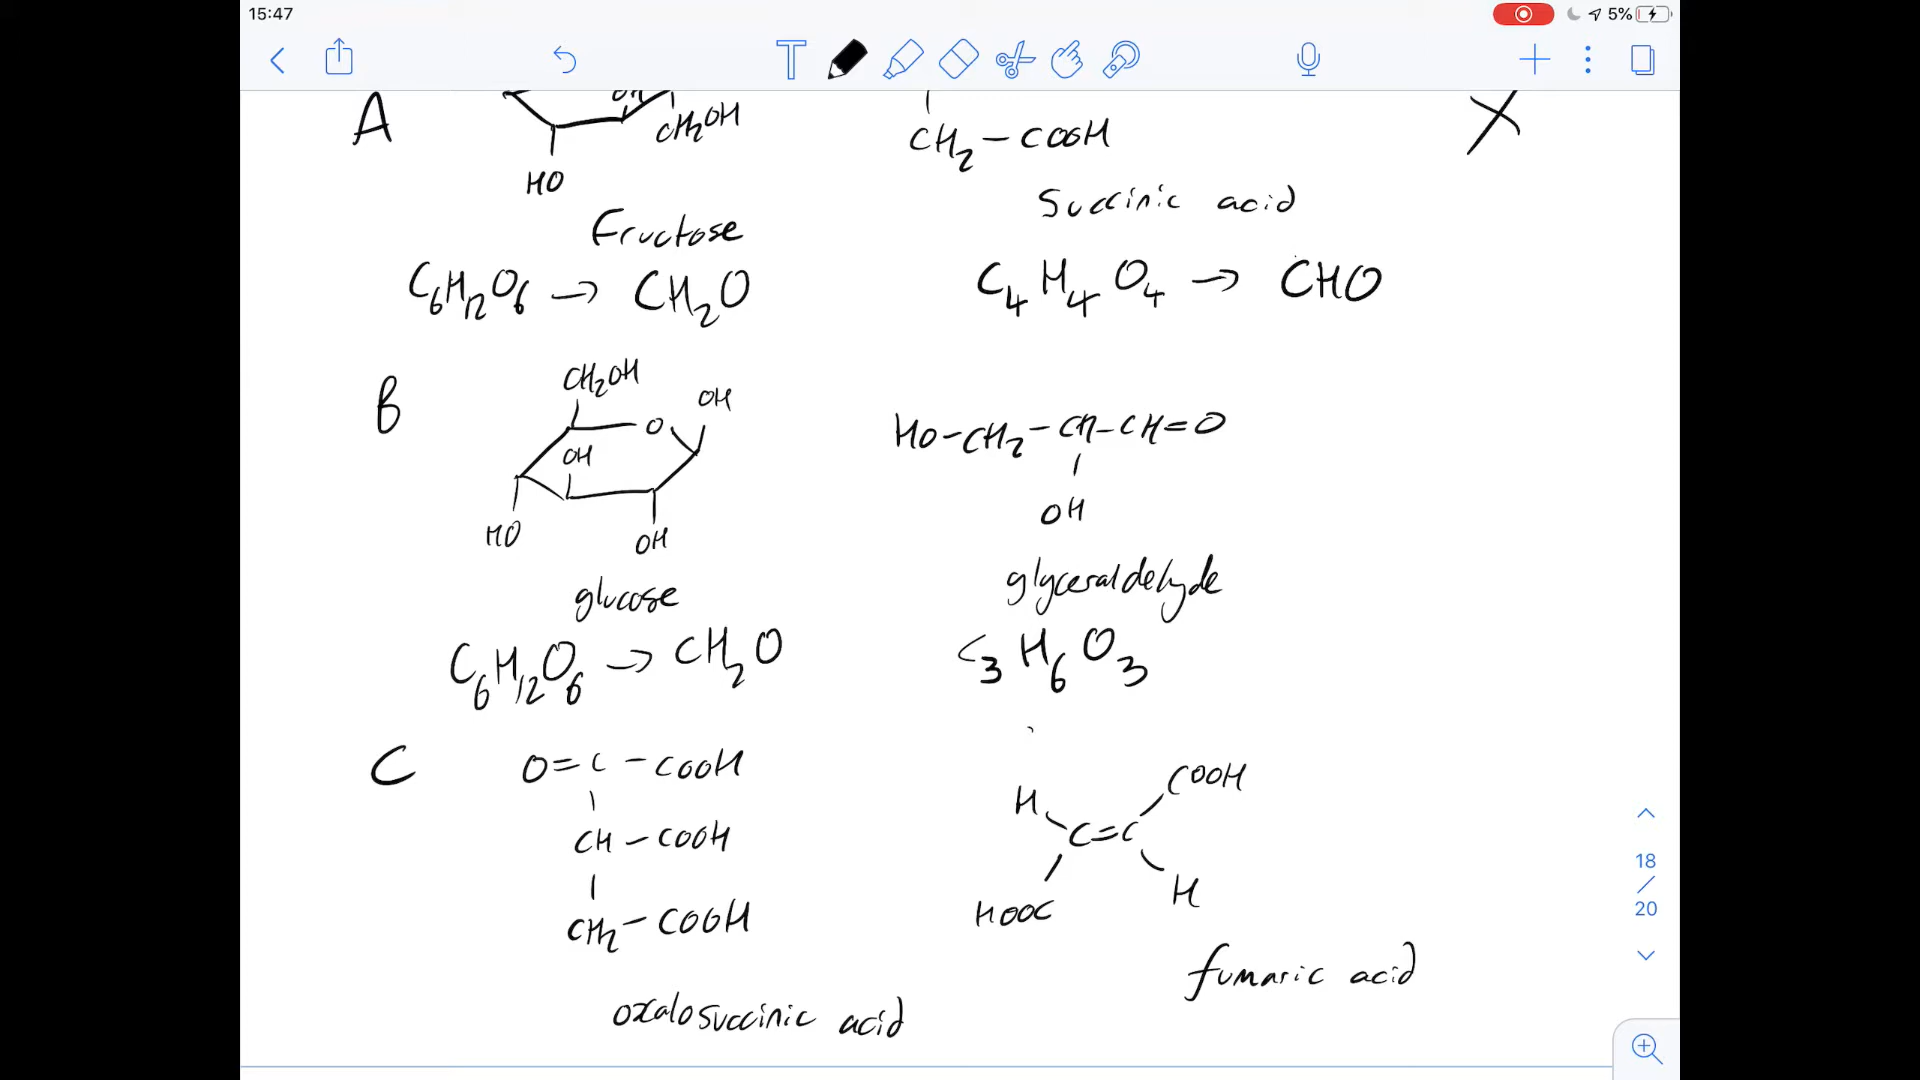 15:47
5%
T
A
OH
CH2OH
HO
Fructose
C6H12O6 → CH2O
CH2 - COOH
Succinic acid
C4H4O4 → CHO
X
B
CH2OH
O
OH
OH
HO
OH
glucose
C6H12O6 → CH2O
HO-CH2-CH-CH=O
OH
glyceraldehyde
C3H6O3
C
O=C-COOH
CH-COOH
CH2-COOH
oxalosuccinic acid
COOH
H
C=C
HOOC
H
fumaric acid
18
/
20